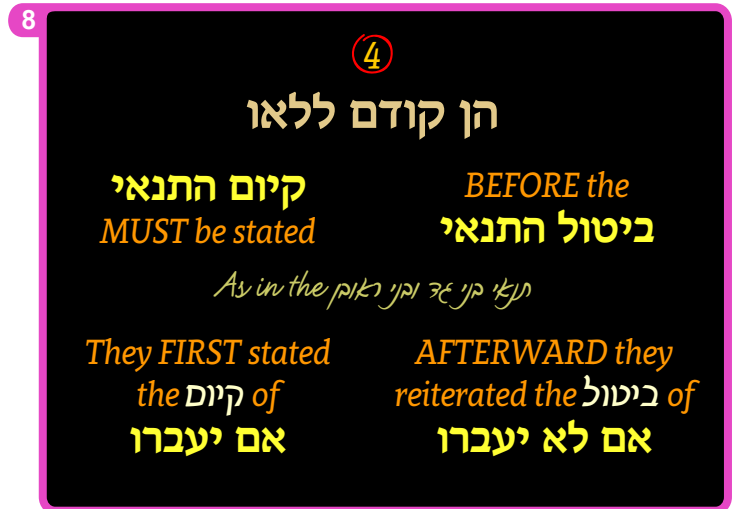 8
4
הן קודם ללאו
קיום התנאי
MUST be stated
BEFORE the
ביטול התנאי
As in the תנאי בני גד ובני ראובן
They FIRST stated
the קיום of
אם יעברו
AFTERWARD they
reiterated the ביטול of
אם לא יעברו